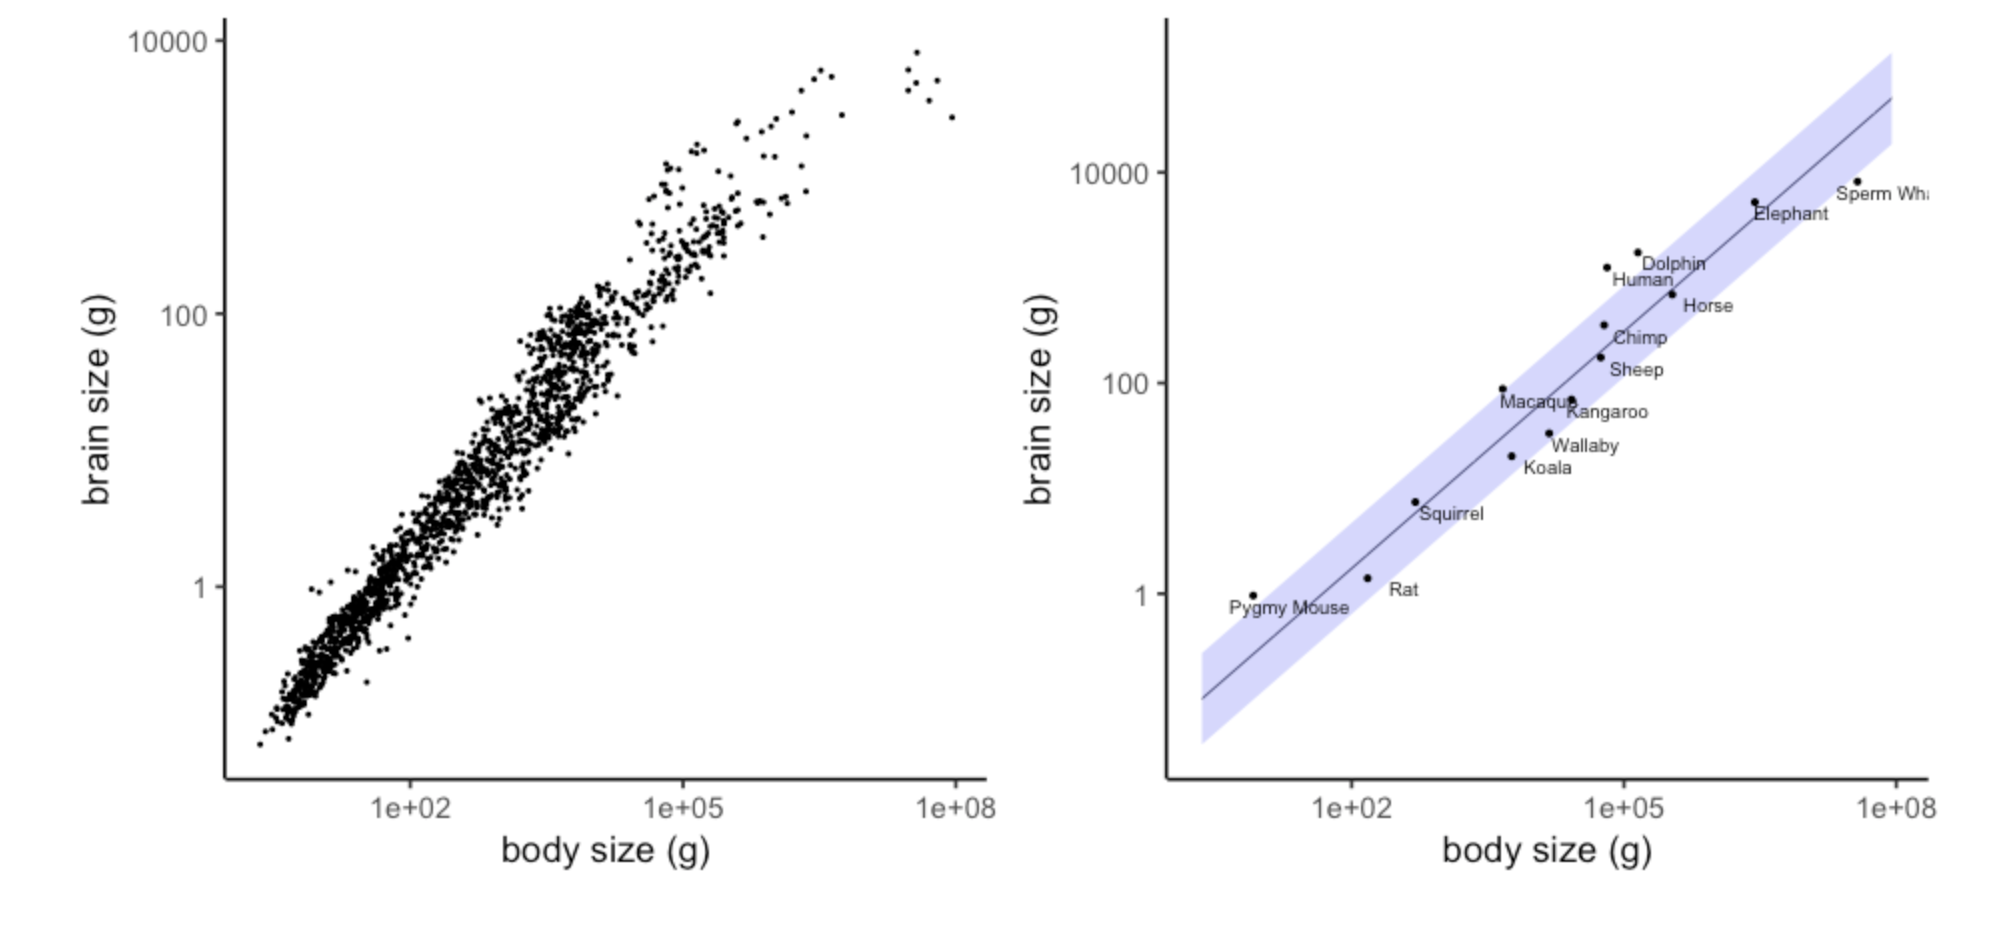 10000
100
1
brain size (g)
1e+02
1e+05
1e+08
body size (g)
10000
100
1
brain size (g)
Sperm Wha
Elephant
Dolphin
Human
Horse
Chimp
Sheep
Macaque
Kangaroo
Wallaby
Koala
Squirrel
Rat
Pygmy Mouse
1e+02
1e+05
1e+08
body size (g)